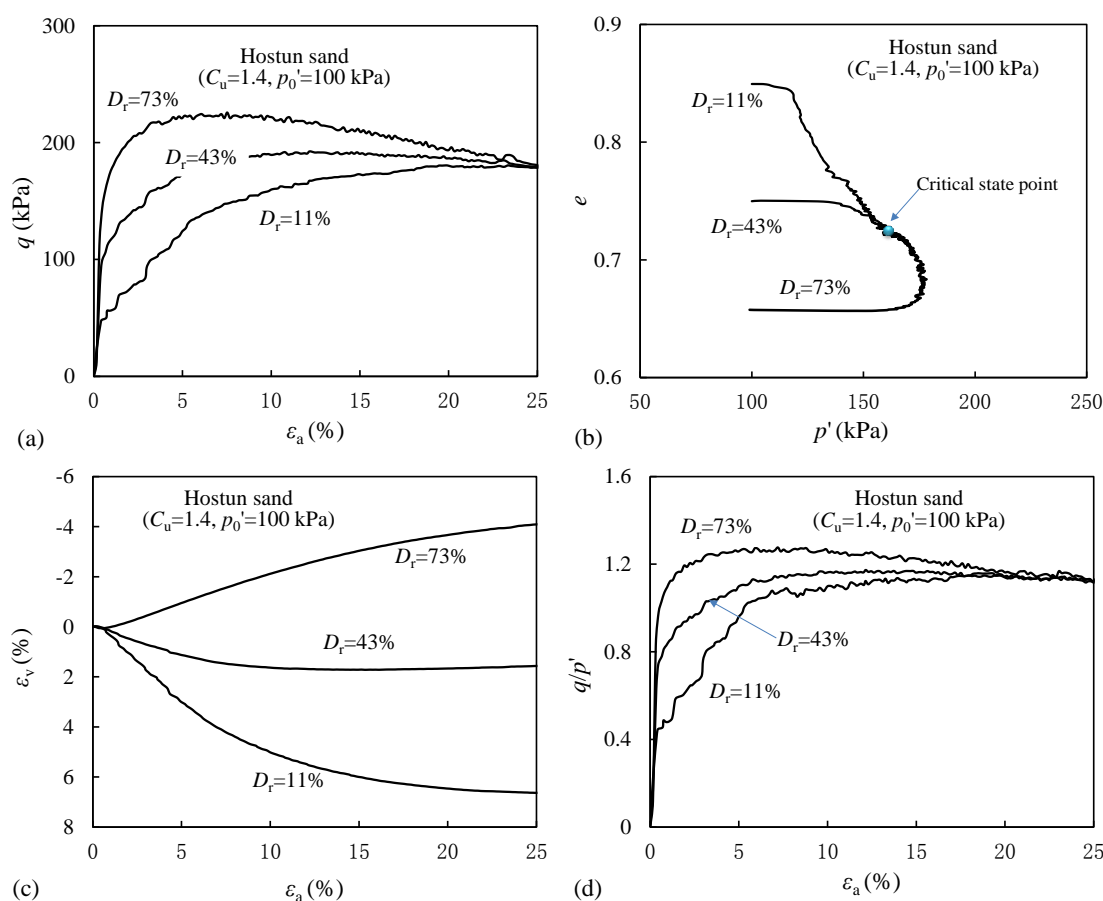 300
200
100
0
q (kPa)
Hostun sand
(Cu=1.4, p0'=100 kPa)
Dr=73%
Dr=43%
Dr=11%
0 5 10 15 20 25
εa (%)
(a)
0.9
0.8
0.7
0.6
e
Hostun sand
(Cu=1.4, p0'=100 kPa)
Dr=11%
Critical state point
Dr=43%
Dr=73%
50 100 150 200 250
p' (kPa)
(b)
-6
-4
-2
0
2
4
6
8
εv (%)
Hostun sand
(Cu=1.4, p0'=100 kPa)
Dr=73%
Dr=43%
Dr=11%
0 5 10 15 20 25
εa (%)
(c)
1.6
1.2
0.8
0.4
0
q/p'
Hostun sand
(Cu=1.4, p0'=100 kPa)
Dr=73%
Dr=43%
Dr=11%
0 5 10 15 20 25
εa (%)
(d)